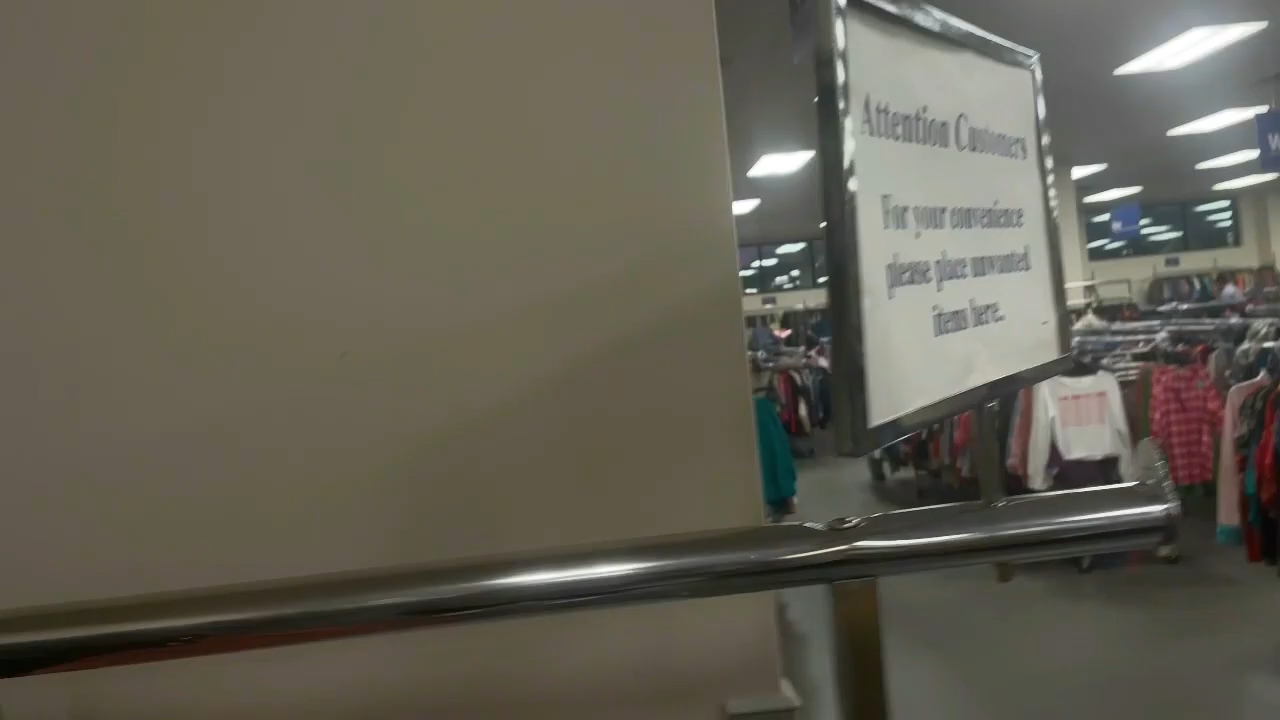 Attention Customers
For your convenience
please place unwanted
items here.